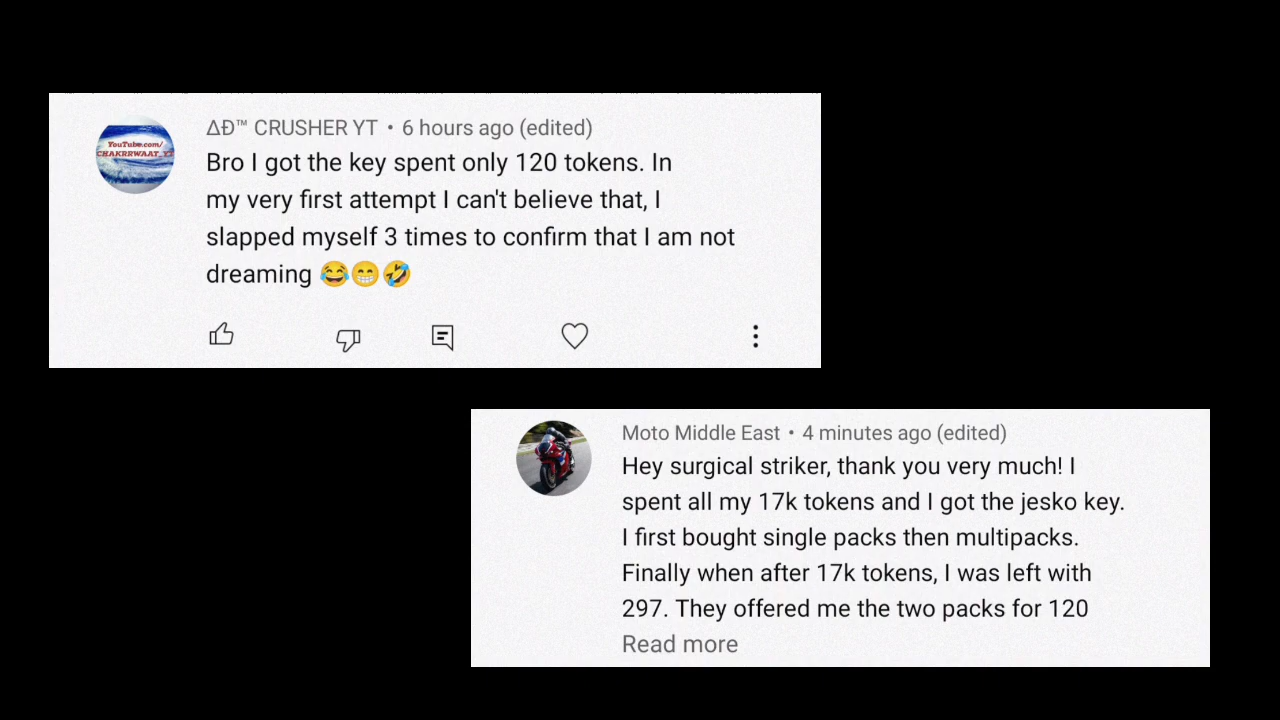 YouTube.com/
CHAKRRWAAT_YT
ΔĐ™ CRUSHER YT • 6 hours ago (edited)
Bro I got the key spent only 120 tokens. In
my very first attempt I can't believe that, I
slapped myself 3 times to confirm that I am not
dreaming 😂😁🤣
Moto Middle East • 4 minutes ago (edited)
Hey surgical striker, thank you very much! I
spent all my 17k tokens and I got the jesko key.
I first bought single packs then multipacks.
Finally when after 17k tokens, I was left with
297. They offered me the two packs for 120
Read more